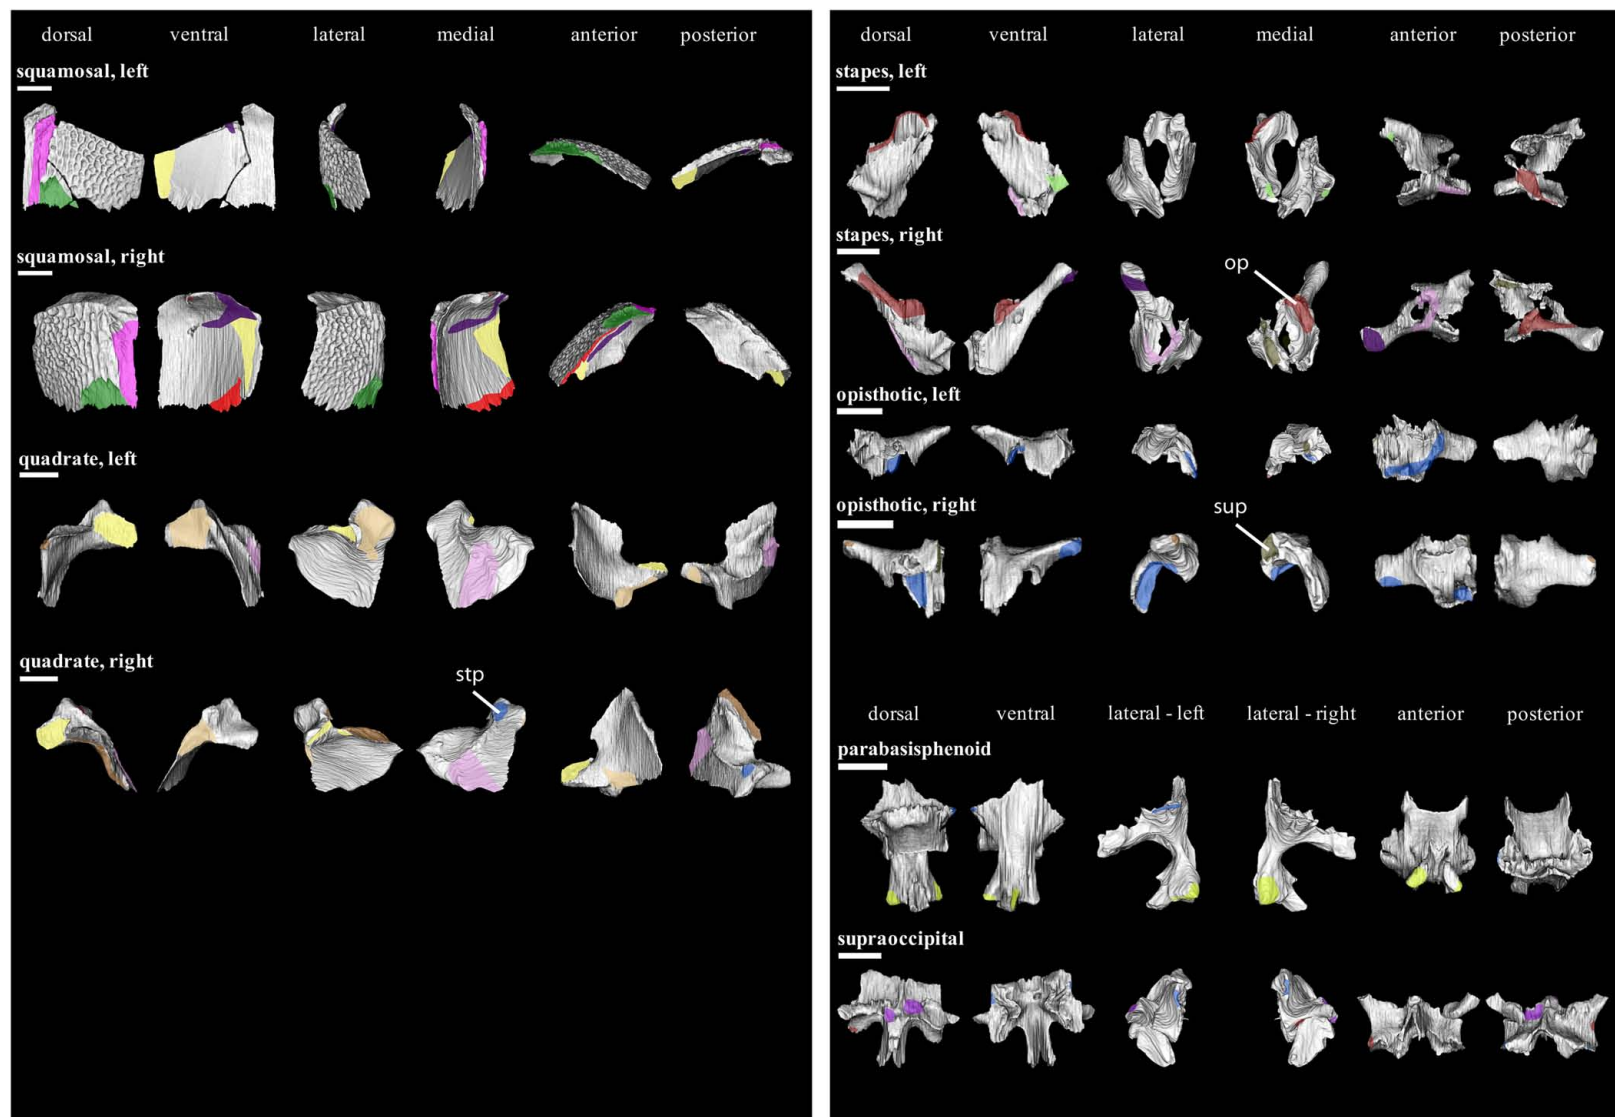 dorsal ventral lateral medial anterior posterior
squamosal, left
squamosal, right
quadrate, left
quadrate, right
stp
dorsal ventral lateral medial anterior posterior
stapes, left
stapes, right
op
opisthotic, left
opisthotic, right
sup
dorsal ventral lateral - left lateral - right anterior posterior
parabasisphenoid
supraoccipital